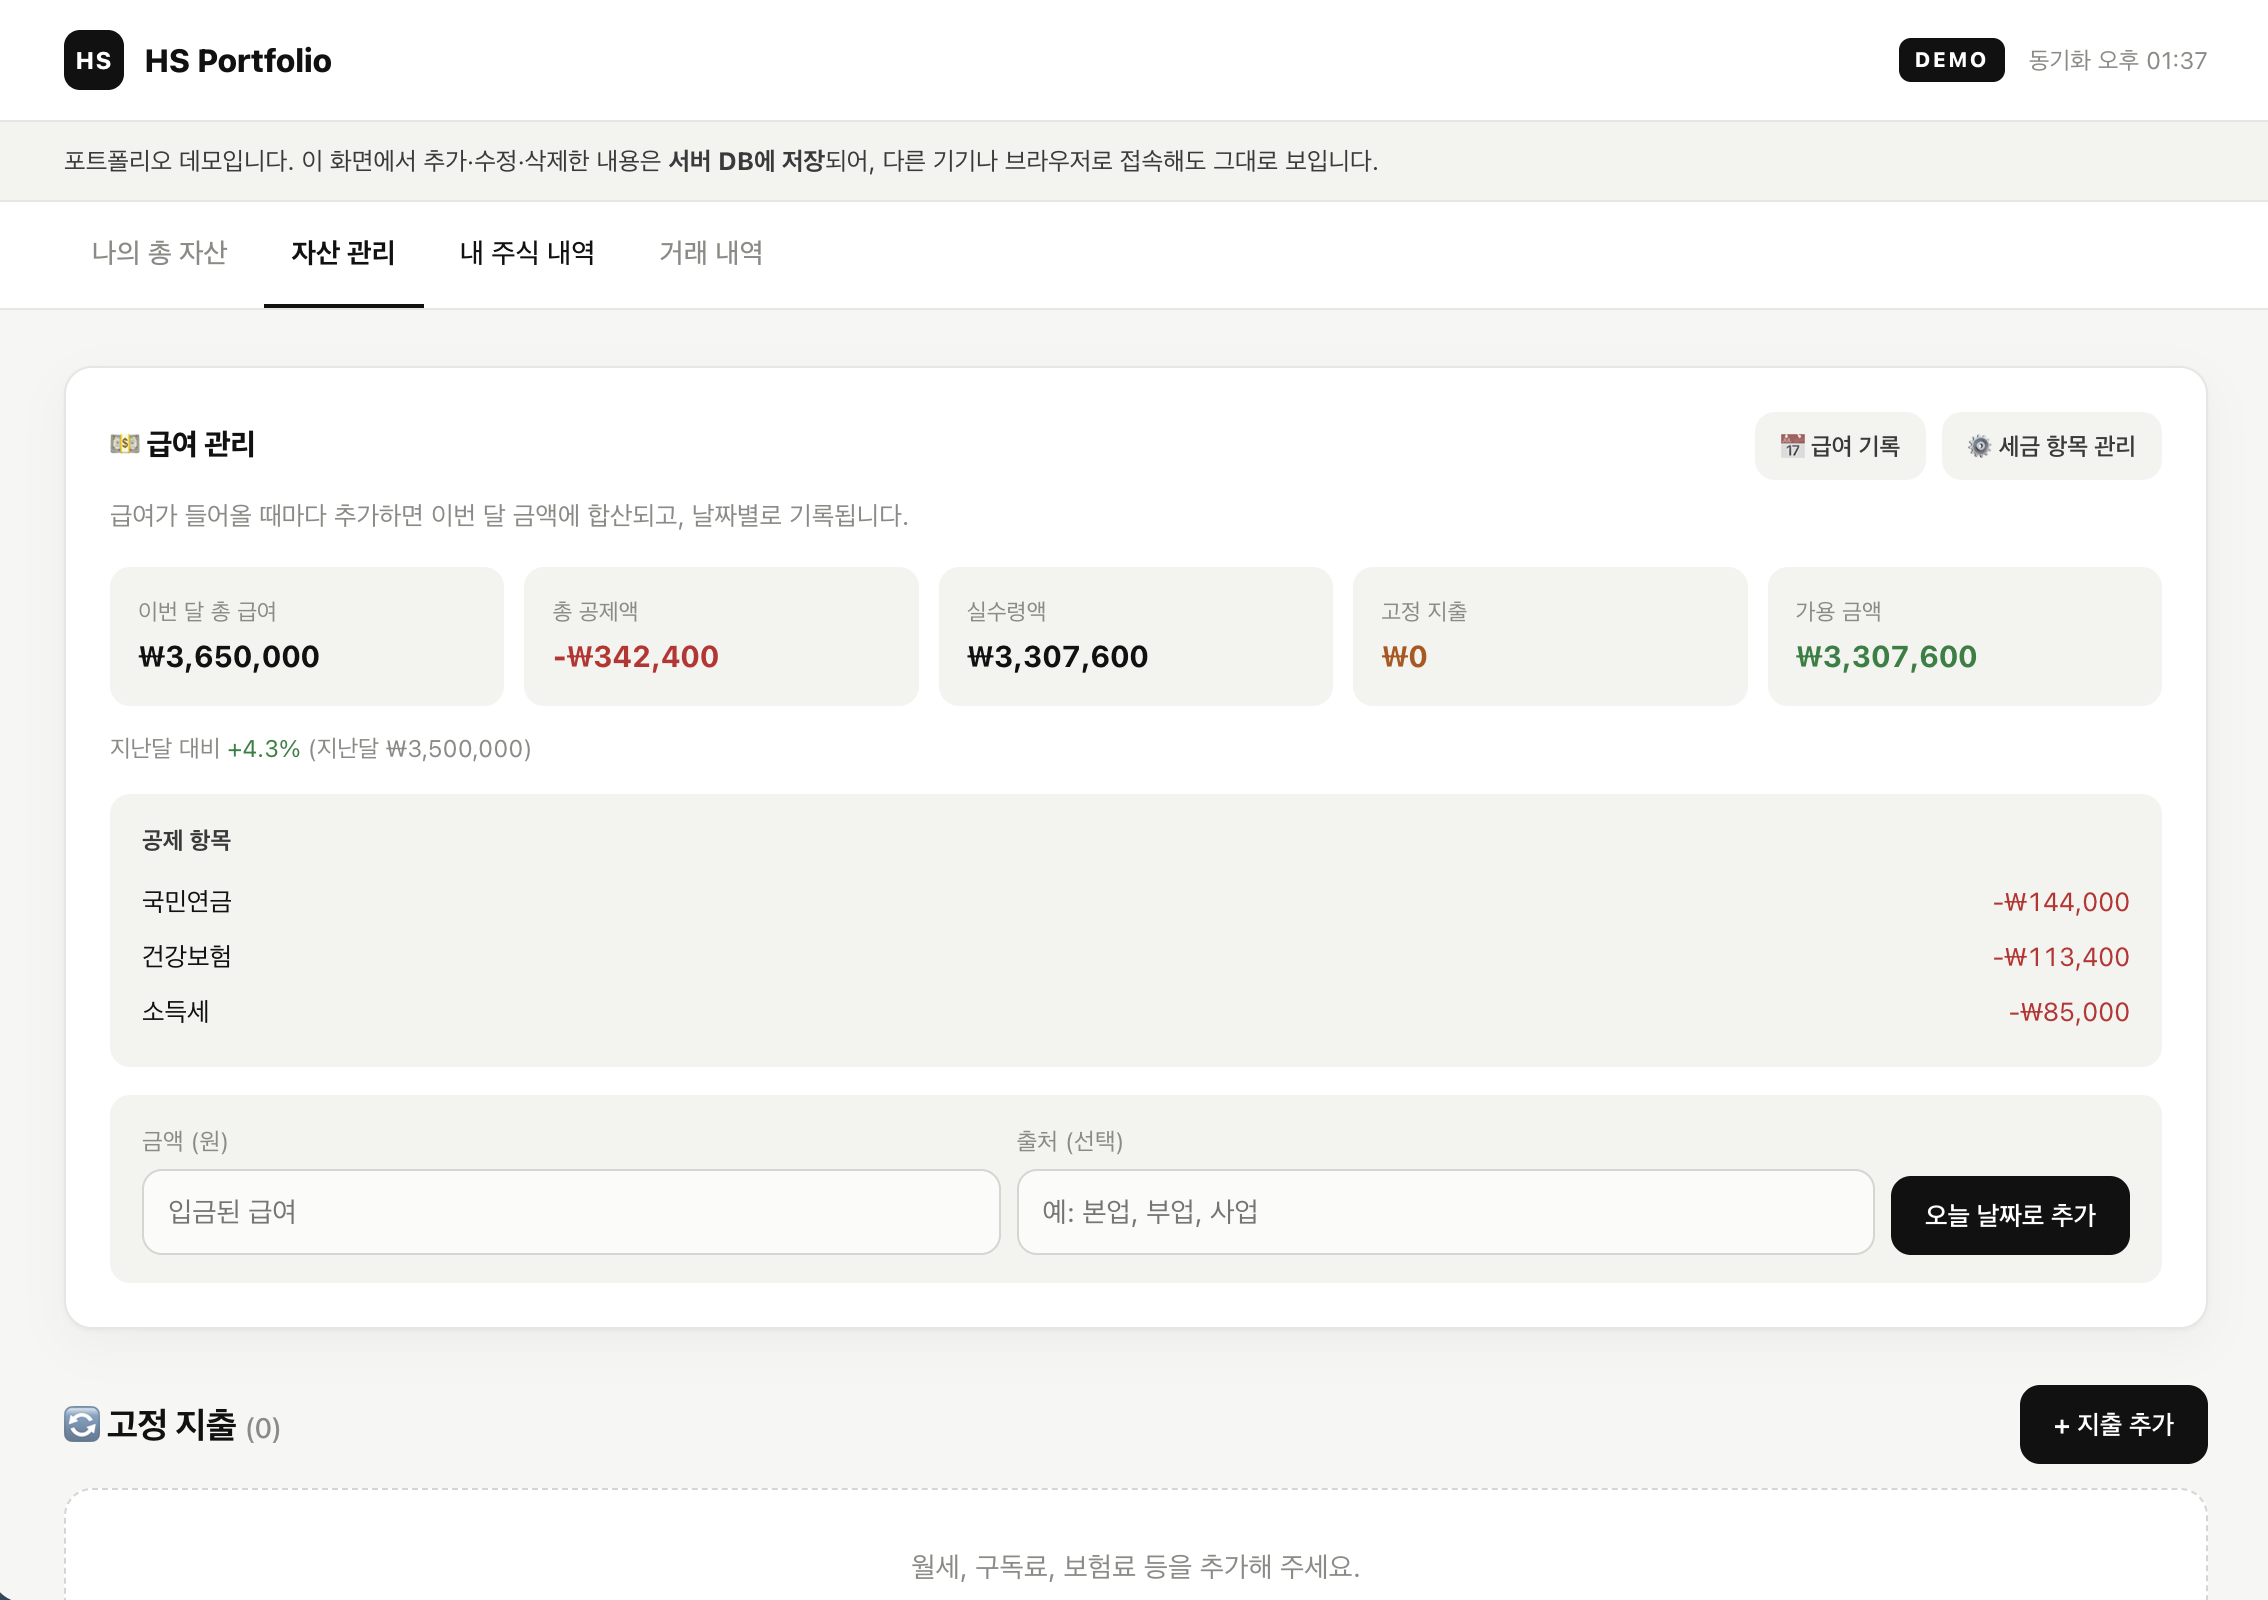 HS HS Portfolio DEMO 동기화 오후 01:37
포트폴리오 데모입니다. 이 화면에서 추가·수정·삭제한 내용은 서버 DB에 저장되어, 다른 기기나 브라우저로 접속해도 그대로 보입니다.
나의 총 자산 자산 관리 내 주식 내역 거래 내역
급여 관리 17 급여 기록 세금 항목 관리
급여가 들어올 때마다 추가하면 이번 달 금액에 합산되고, 날짜별로 기록됩니다.
이번 달 총 급여 총 공제액 실수령액 고정 지출 가용 금액
₩3,650,000 -₩342,400 ₩3,307,600 ₩0 ₩3,307,600
지난달 대비 +4.3% (지난달 ₩3,500,000)
공제 항목
국민연금 -₩144,000
건강보험 -₩113,400
소득세 -₩85,000
금액 (원) 출처 (선택)
입금된 급여 예: 본업, 부업, 사업 오늘 날짜로 추가
고정 지출 (0) + 지출 추가
월세, 구독료, 보험료 등을 추가해 주세요.